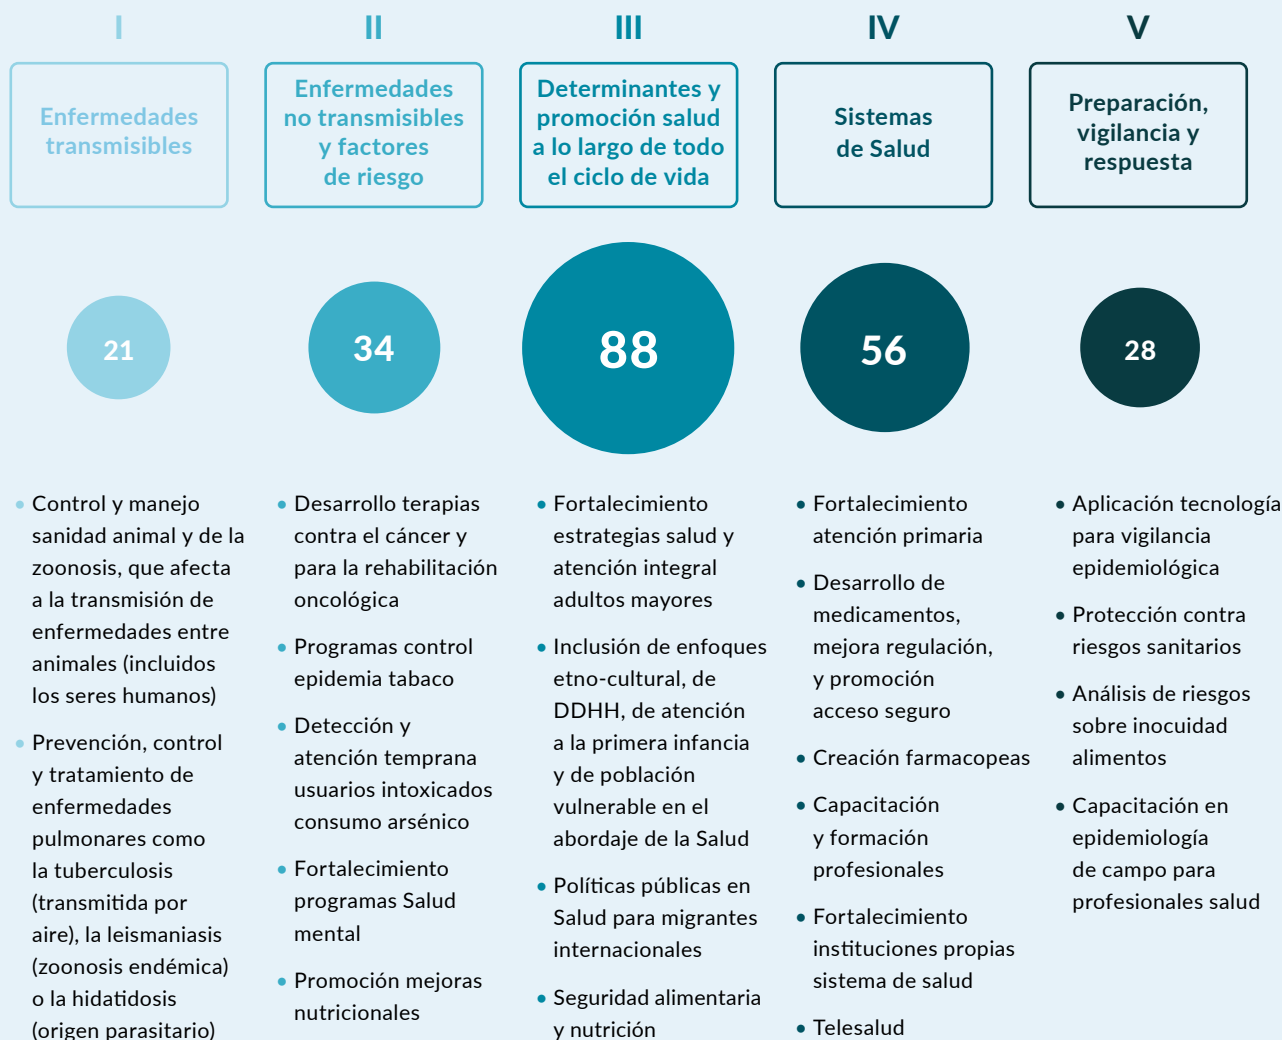 I
Enfermedades
transmisibles
21
Control y manejo
sanidad animal y de la
zoonosis, que afecta
a la transmisión de
enfermedades entre
animales (incluidos
los seres humanos)
Prevención, control
y tratamiento de
enfermedades
pulmonares como
la tuberculosis
(transmitida por
aire), la leismaniasis
(zoonosis endémica)
o la hidatidosis
(origen parasitario)
II
Enfermedades
no transmisibles
y factores
de riesgo
34
Desarrollo terapias
contra el cáncer y
para la rehabilitación
oncológica
Programas control
epidemia tabaco
Detección y
atención temprana
usuarios intoxicados
consumo arsénico
Fortalecimiento
programas Salud
mental
Promoción mejoras
nutricionales
III
Determinantes y
promoción salud
a lo largo de todo
el ciclo de vida
88
Fortalecimiento
estrategias salud y
atención integral
adultos mayores
Inclusión de enfoques
etno-cultural, de
DDHH, de atención
a la primera infancia
y de población
vulnerable en el
abordaje de la Salud
Políticas públicas en
Salud para migrantes
internacionales
Seguridad alimentaria
y nutrición
IV
Sistemas
de Salud
56
Fortalecimiento
atención primaria
Desarrollo de
medicamentos,
mejora regulación,
y promoción
acceso seguro
Creación farmacopeas
Capacitación
y formación
profesionales
Fortalecimiento
instituciones propias
sistema de salud
Telesalud
V
Preparación,
vigilancia y
respuesta
28
Aplicación tecnología
para vigilancia
epidemiológica
Protección contra
riesgos sanitarios
Análisis de riesgos
sobre inocuidad
alimentos
Capacitación en
epidemiología
de campo para
profesionales salud